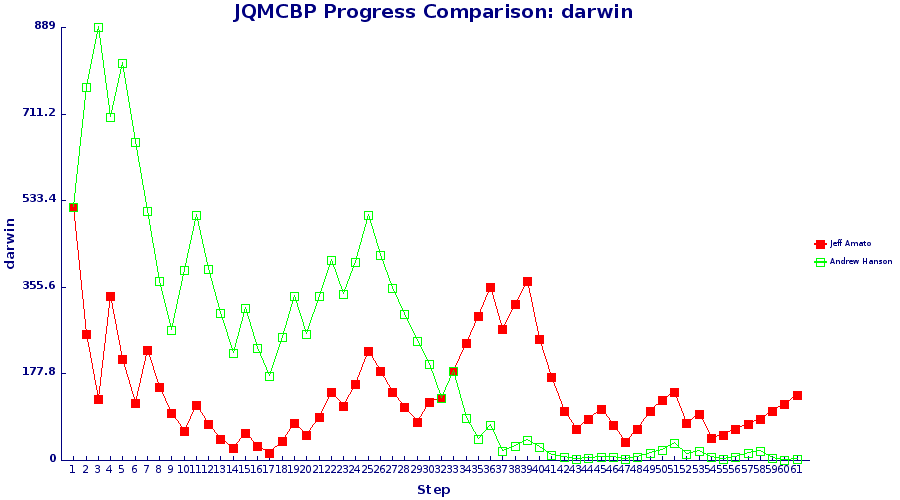 JQMCBP Progress Comparison: darwin
889
711.2
533.4
355.6
177.8
0
darwin
1 2 3 4 5 6 7 8 9 10 11 12 13 14 15 16 17 18 19 20 21 22 23 24 25 26 27 28 29 30 31 32 33 34 35 36 37 38 39 40 41 42 43 44 45 46 47 48 49 50 51 52 53 54 55 56 57 58 59 60 61
Step
Jeff Amato
Andrew Hanson